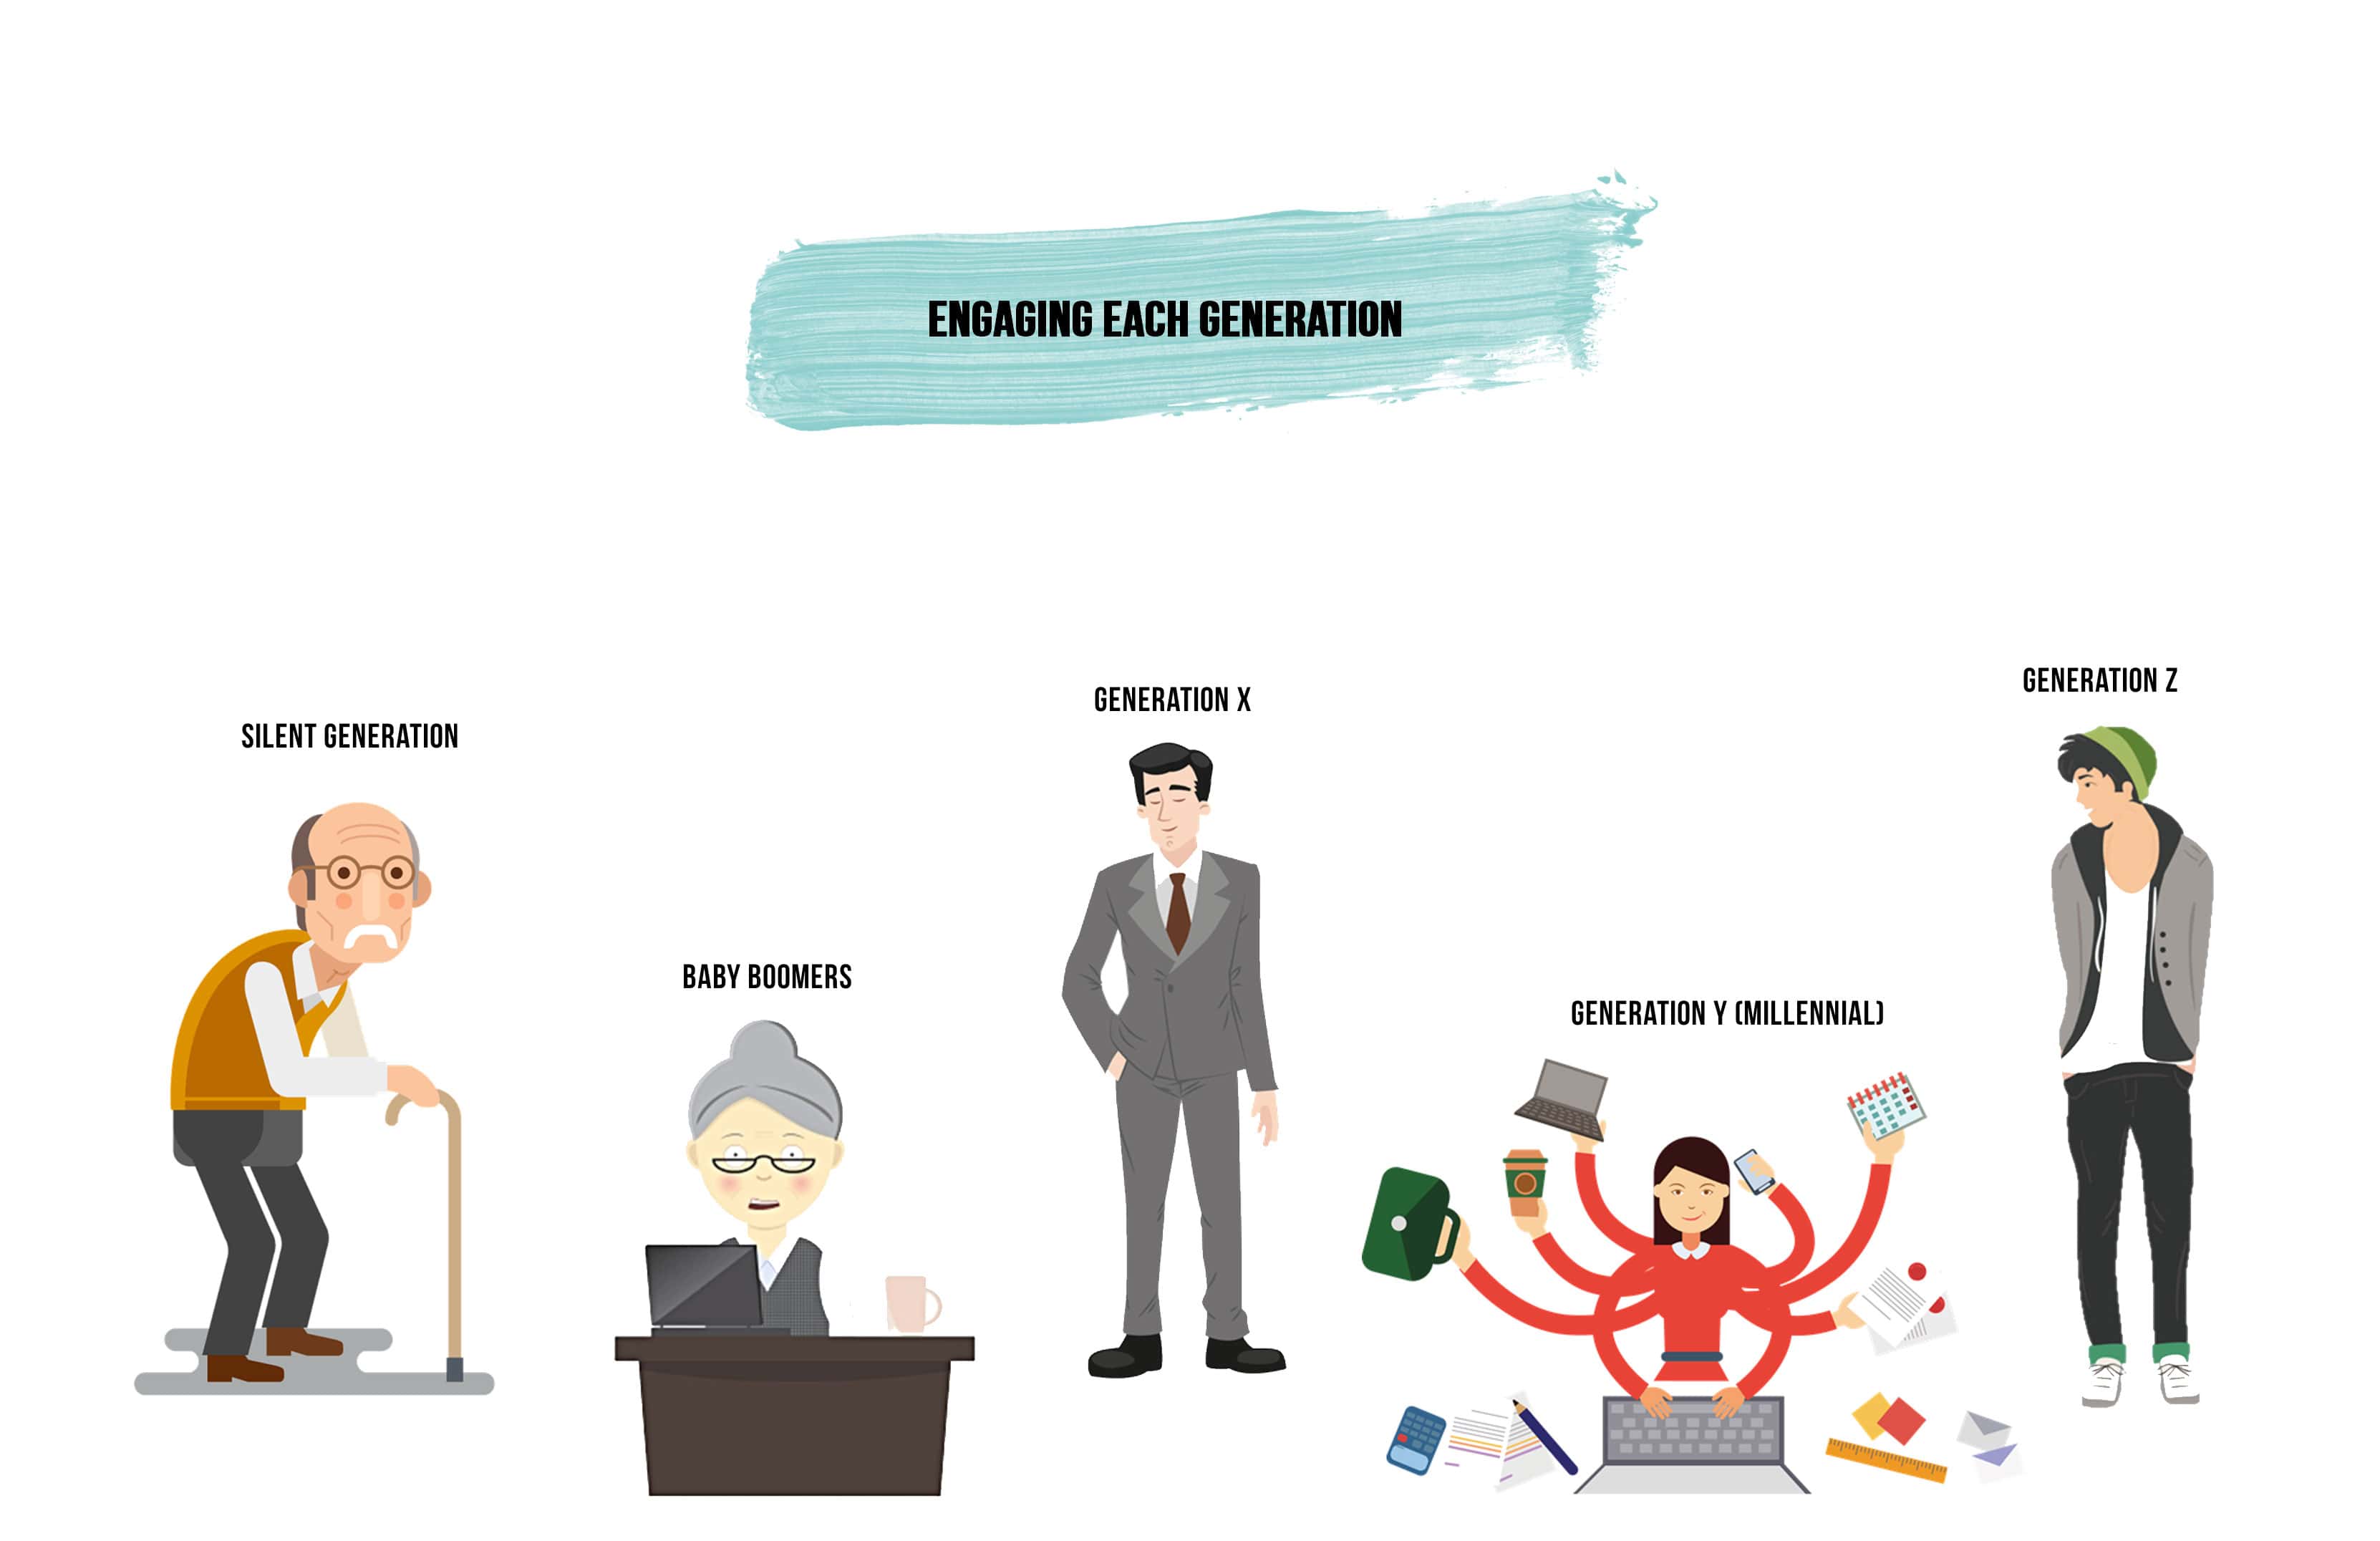 ENGAGING EACH GENERATION
SILENT GENERATION
BABY BOOMERS
GENERATION X
GENERATION Y (MILLENNIAL)
GENERATION Z